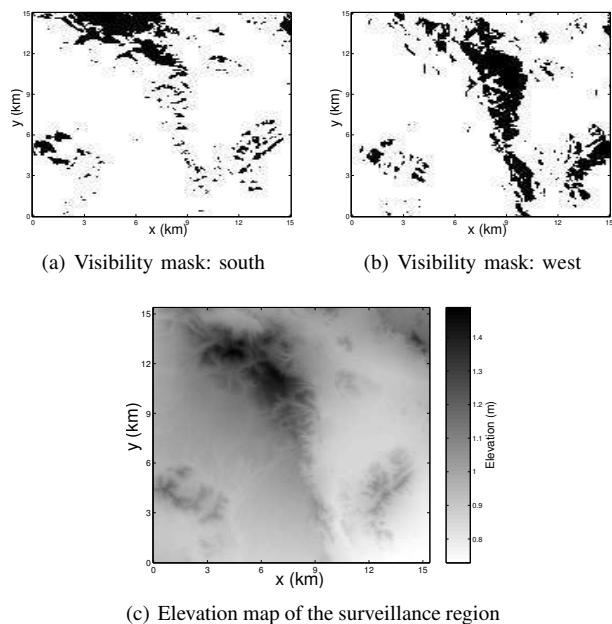 15
12
9
6
3
0
y (km)
0 3 6 9 12 15
x (km)
(a) Visibility mask: south
15
12
9
6
3
0
y (km)
0 3 6 9 12 15
x (km)
(b) Visibility mask: west
15
12
9
6
3
0
y (km)
0 3 6 9 12 15
x (km)
1.4
1.3
1.2
1.1
1
0.9
0.8
Elevation (m)
(c) Elevation map of the surveillance region